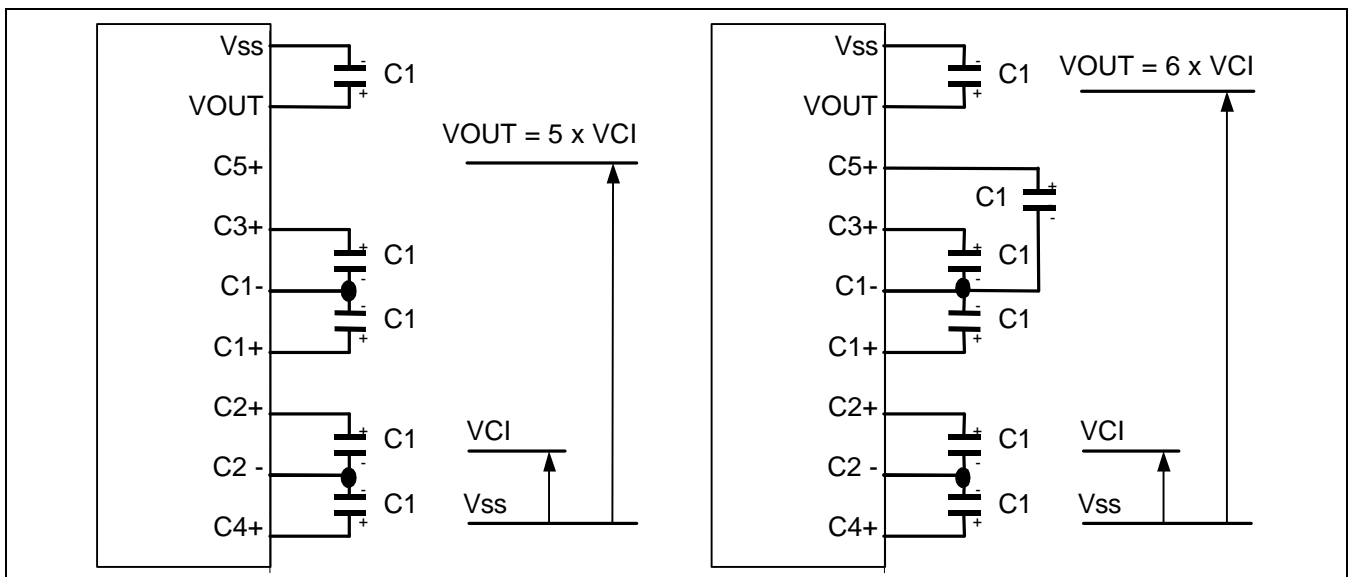 Vss
C1
VOUT
VOUT = 5 x VCI
C5+
C3+
C1
C1-
C1
C1+
C2+
C1
VCI
C2 -
C1
Vss
C4+
Vss
C1
VOUT = 6 x VCI
VOUT
C5+
C1
C3+
C1
C1-
C1
C1+
C2+
C1
VCI
C2 -
C1
Vss
C4+